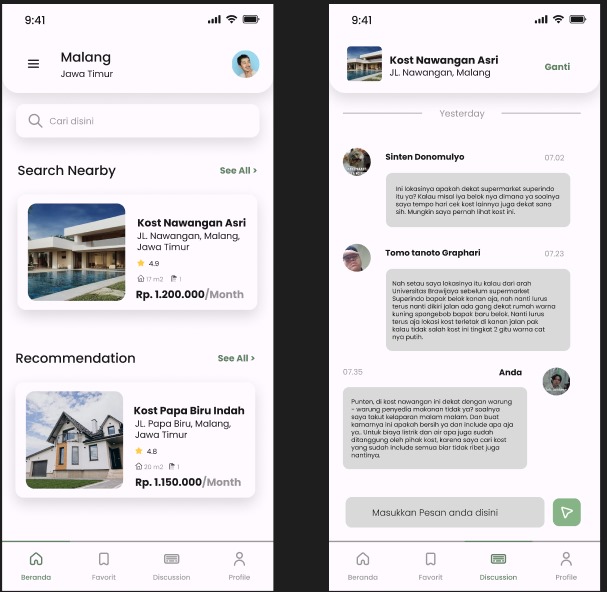 9:41
Malang
Jawa Timur
Cari disini
Search Nearby
See All >
Kost Nawangan Asri
JL. Nawangan, Malang,
Jawa Timur
4.9
17 m2 1
Rp. 1.200.000/Month
Recommendation
See All >
Kost Papa Biru Indah
JL. Papa Biru, Malang,
Jawa Timur
4.8
20 m2 1
Rp. 1.150.000/Month
Beranda
Favorit
Discussion
Profile
9:41
Kost Nawangan Asri
JL. Nawangan, Malang
Ganti
Yesterday
Sinten Donomulyo
07.02
Ini lokasinya apakah dekat supermarket superindo
itu ya? Kalau misal iya belok nya dimana ya soalnya
saya tempo hari cek kost lainnya juga dekat sana
sih. Mungkin saya pernah lihat kost ini.
Tomo tanoto Graphari
07.23
Nah setau saya lokasinya itu kalau dari arah
Universitas Brawijaya sebelum supermarket
Superindo bapak belok kanan aja, nah nanti lurus
terus nanti dikiri jalan ada gang dekat rumah warna
kuning spangebob bapak baru belok. Nanti lurus
terus aja lokasi kost terletak di kanan jalan pak
kalau tidak salah kost ini tingkat 2 gitu warna cat
nya putih.
07.35
Anda
Punten, di kost nawangan ini dekat dengan warung
- warung penyedia makanan tidak ya? soalnya
saya takut kelaparan malam malam. Dan buat
kamarnya ini apakah bersih ya dan include apa aja
ya.. Untuk biaya listrik dan air apa juga sudah
ditanggung oleh pihak kost, karena saya cari kost
yang sudah include semua biar tidak ribet juga
nantinya.
Masukkan Pesan anda disini
Beranda
Favorit
Discussion
Profile